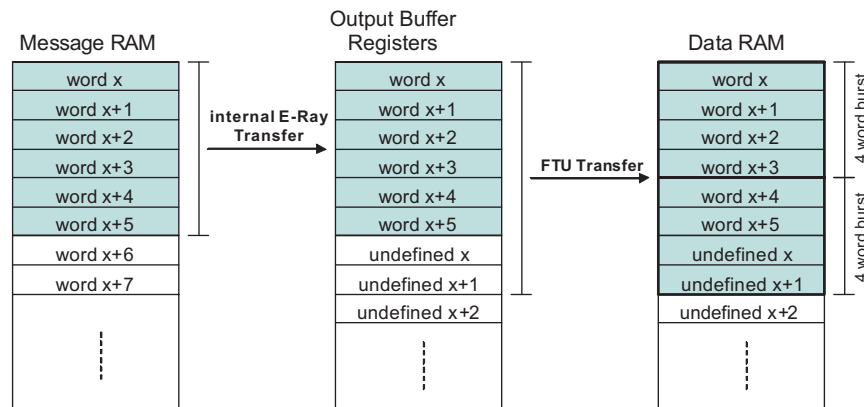 Message RAM
word x
word x+1
word x+2
word x+3
word x+4
word x+5
word x+6
word x+7
internal E-Ray
Transfer
Output Buffer
Registers
word x
word x+1
word x+2
word x+3
word x+4
word x+5
undefined x
undefined x+1
undefined x+2
FTU Transfer
Data RAM
word x
word x+1
word x+2
word x+3
word x+4
word x+5
undefined x
undefined x+1
undefined x+2
4 word burst
4 word burst